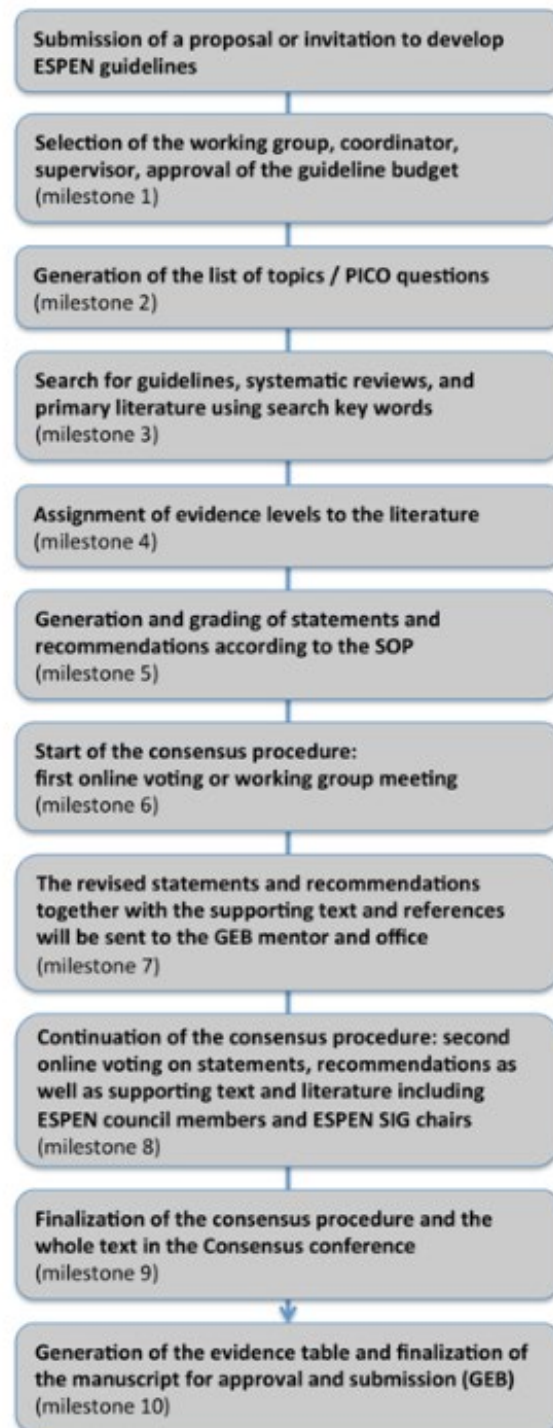 Submission of a proposal or invitation to develop
ESPEN guidelines
Selection of the working group, coordinator,
supervisor, approval of the guideline budget
(milestone 1)
Generation of the list of topics / PICO questions
(milestone 2)
Search for guidelines, systematic reviews, and
primary literature using search key words
(milestone 3)
Assignment of evidence levels to the literature
(milestone 4)
Generation and grading of statements and
recommendations according to the SOP
(milestone 5)
Start of the consensus procedure:
first online voting or working group meeting
(milestone 6)
The revised statements and recommendations
together with the supporting text and references
will be sent to the GEB mentor and office
(milestone 7)
Continuation of the consensus procedure: second
online voting on statements, recommendations as
well as supporting text and literature including
ESPEN council members and ESPEN SIG chairs
(milestone 8)
Finalization of the consensus procedure and the
whole text in the Consensus conference
(milestone 9)
Generation of the evidence table and finalization of
the manuscript for approval and submission (GEB)
(milestone 10)